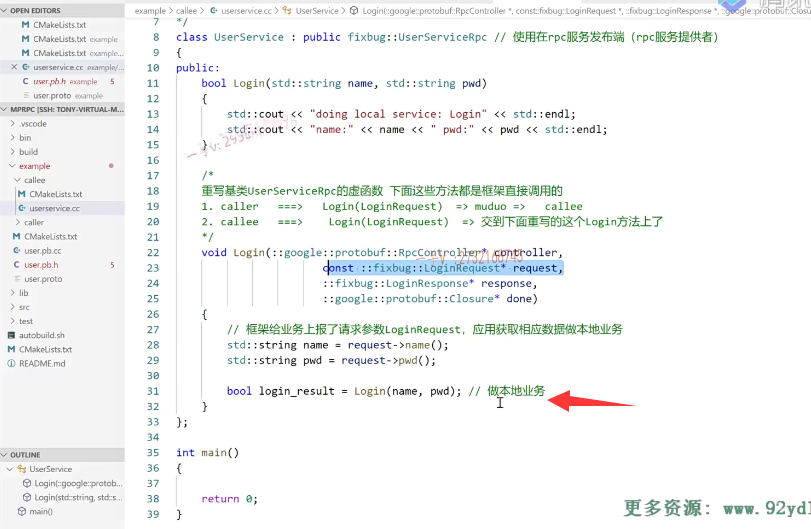 OPEN EDITORS
CMakeLists.txt
CMakeLists.txt example
CMakeLists.txt example/...
userservice.cc example/...
user.pb.h example 5
user.proto example
MPRPC [SSH: TONY-VIRTUAL-M...
.vscode
bin
build
example
callee
CMakeLists.txt
userservice.cc
caller
CMakeLists.txt
user.pb.cc
user.pb.h 5
user.proto
lib
src
test
autobuild.sh
CMakeLists.txt
README.md
OUTLINE
UserService
Login(::google::protob...
Login(std::string, std::s...
main()
example > callee > userservice.cc > UserService > Login(::google::protobuf::RpcController *, const::fixbug::LoginRequest *, ::fixbug::LoginResponse *, ::google::protobuf::Closu
7 */
8 class UserService : public fixbug::UserServiceRpc // 使用在rpc服务发布端（rpc服务提供者）
9 {
10 public:
11 bool Login(std::string name, std::string pwd)
12 {
13 std::cout << "doing local service: Login" << std::endl;
14 std::cout << "name:" << name << " pwd:" << pwd << std::endl;
15 }
16
17 /*
18 重写基类UserServiceRpc的虚函数 下面这些方法都是框架直接调用的
19 1. caller ===> Login(LoginRequest) => muduo => callee
20 2. callee ===> Login(LoginRequest) => 交到下面重写的这个Login方法上了
21 */
22 void Login(::google::protobuf::RpcController* controller,
23 const ::fixbug::LoginRequest* request,
24 ::fixbug::LoginResponse* response,
25 ::google::protobuf::Closure* done)
26 {
27 // 框架给业务上报了请求参数LoginRequest，应用获取相应数据做本地业务
28 std::string name = request->name();
29 std::string pwd = request->pwd();
30
31 bool login_result = Login(name, pwd); // 做本地业务
32 }
33 };
34
35 int main()
36 {
37
38 return 0;
39 }
更多资源: www.92yd